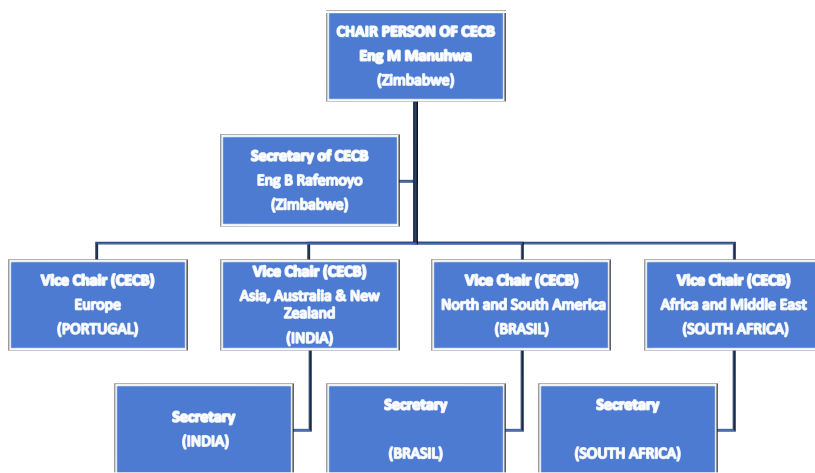 CHAIR PERSON OF CECB
Eng M Manuhwa
(Zimbabwe)
Secretary of CECB
Eng B Rafemoyo
(Zimbabwe)
Vice Chair (CECB)
Europe
(PORTUGAL)
Vice Chair (CECB)
Asia, Australia & New
Zealand
(INDIA)
Vice Chair (CECB)
North and South America
(BRASIL)
Vice Chair (CECB)
Africa and Middle East
(SOUTH AFRICA)
Secretary
(INDIA)
Secretary
(BRASIL)
Secretary
(SOUTH AFRICA)